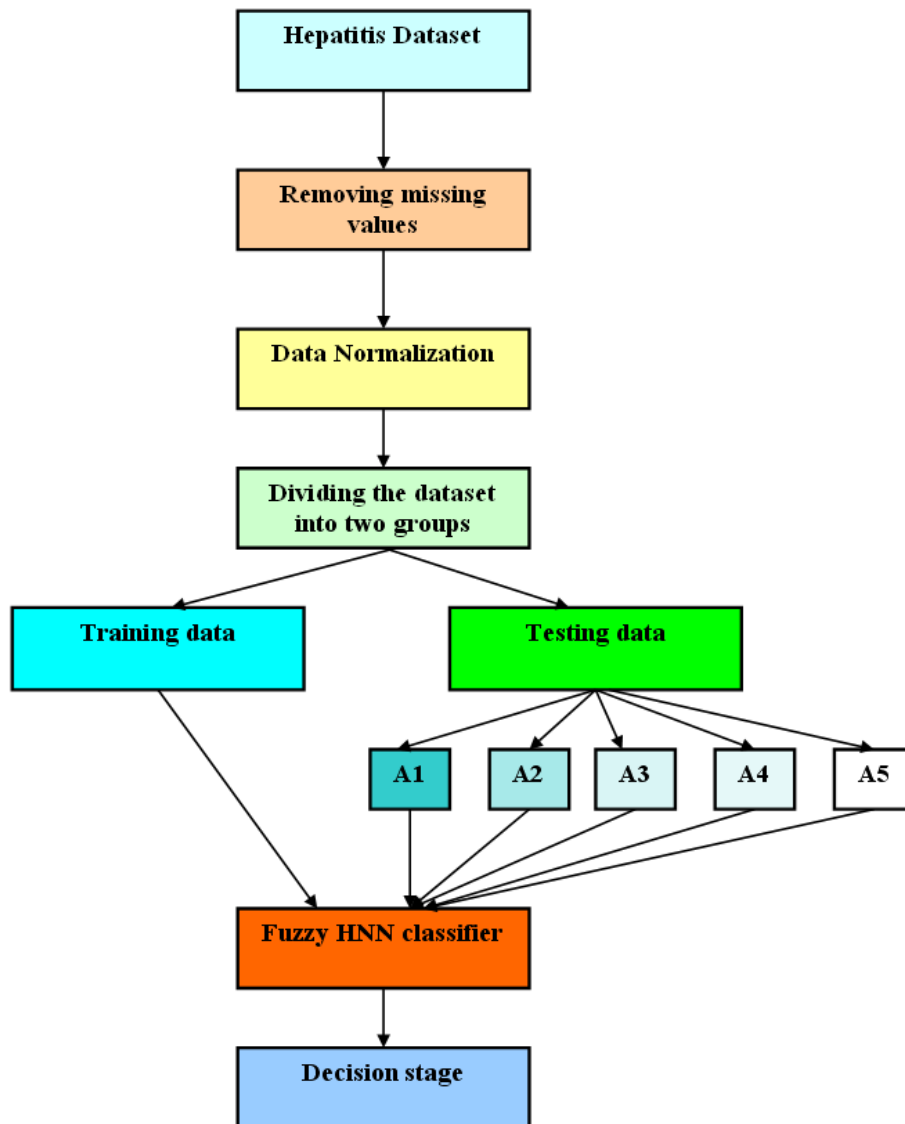 Hepatitis Dataset
Removing missing
values
Data Normalization
Dividing the dataset
into two groups
Training data
Testing data
A1
A2
A3
A4
A5
Fuzzy HNN classifier
Decision stage